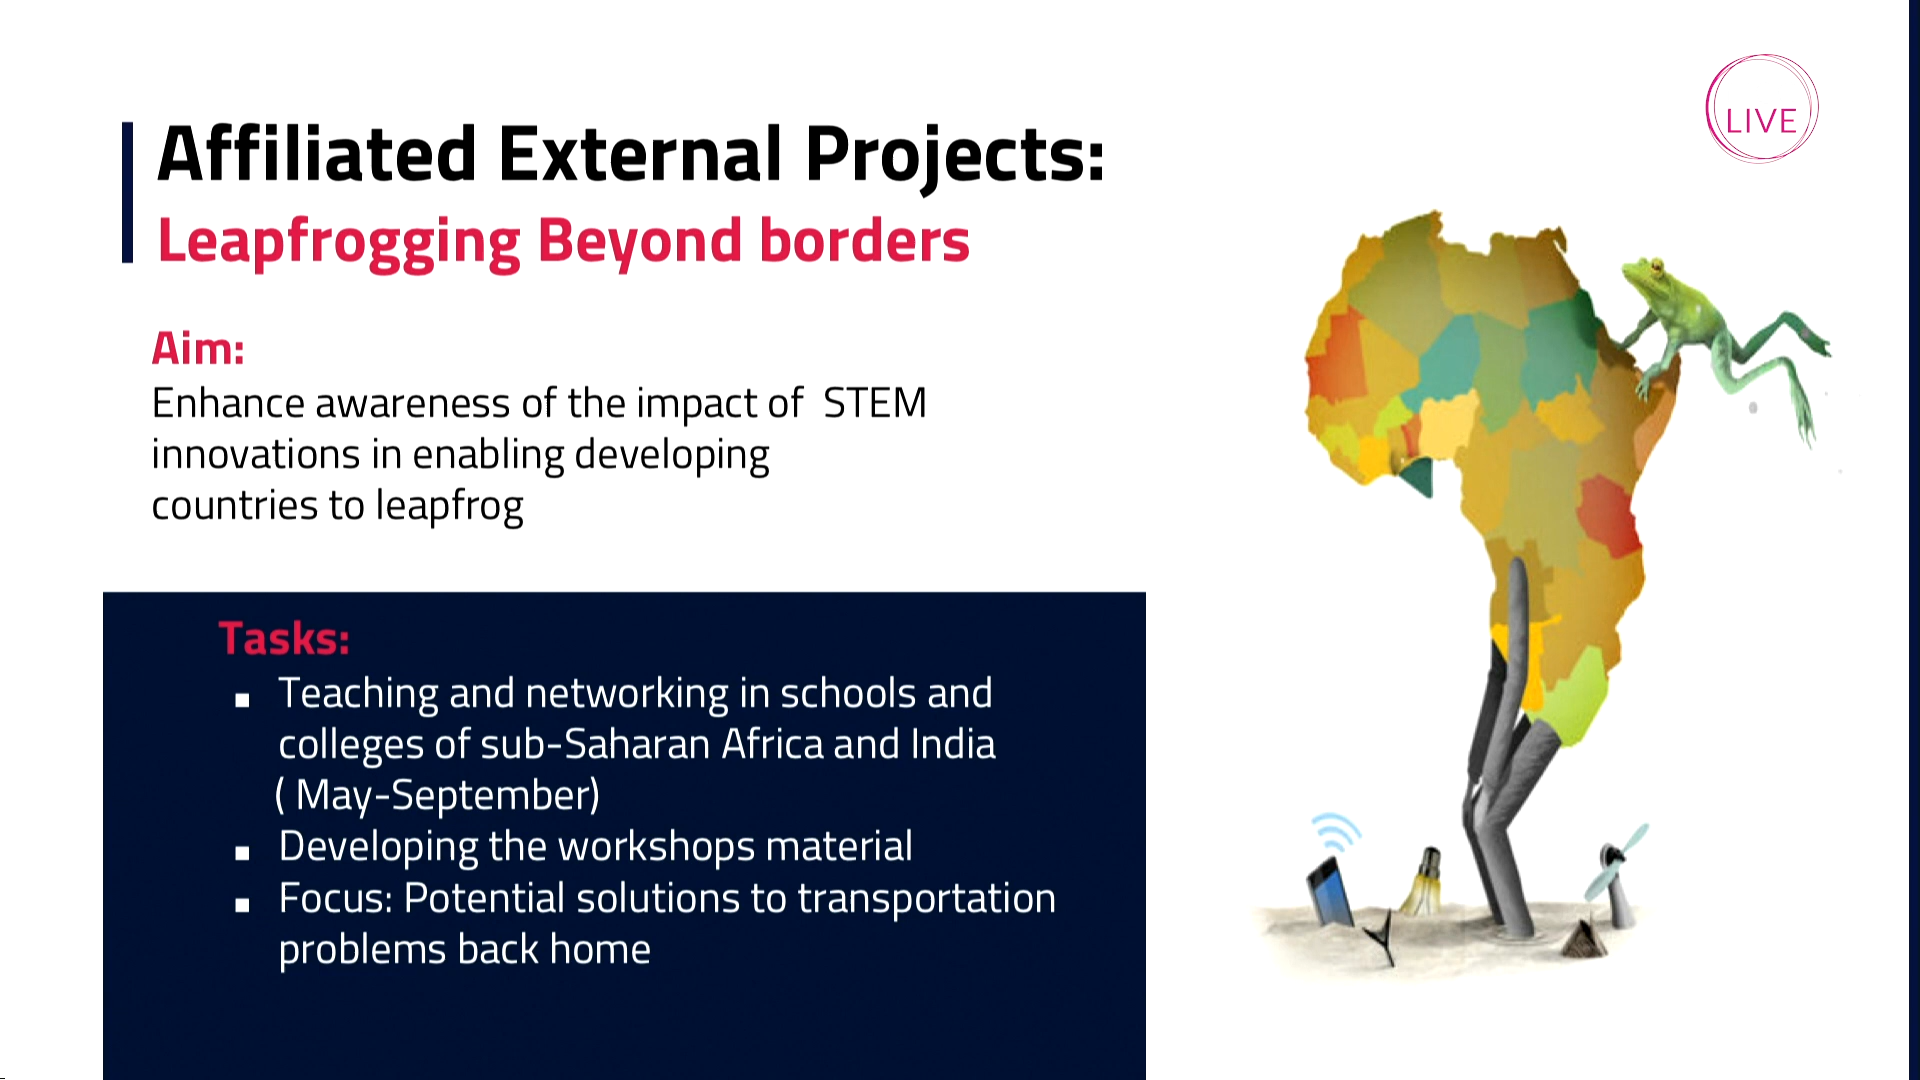 LIVE
Affiliated External Projects:
Leapfrogging Beyond borders
Aim:
Enhance awareness of the impact of  STEM
innovations in enabling developing
countries to leapfrog
Tasks:
▪ Teaching and networking in schools and
colleges of sub-Saharan Africa and India
( May-September)
▪ Developing the workshops material
▪ Focus: Potential solutions to transportation
problems back home